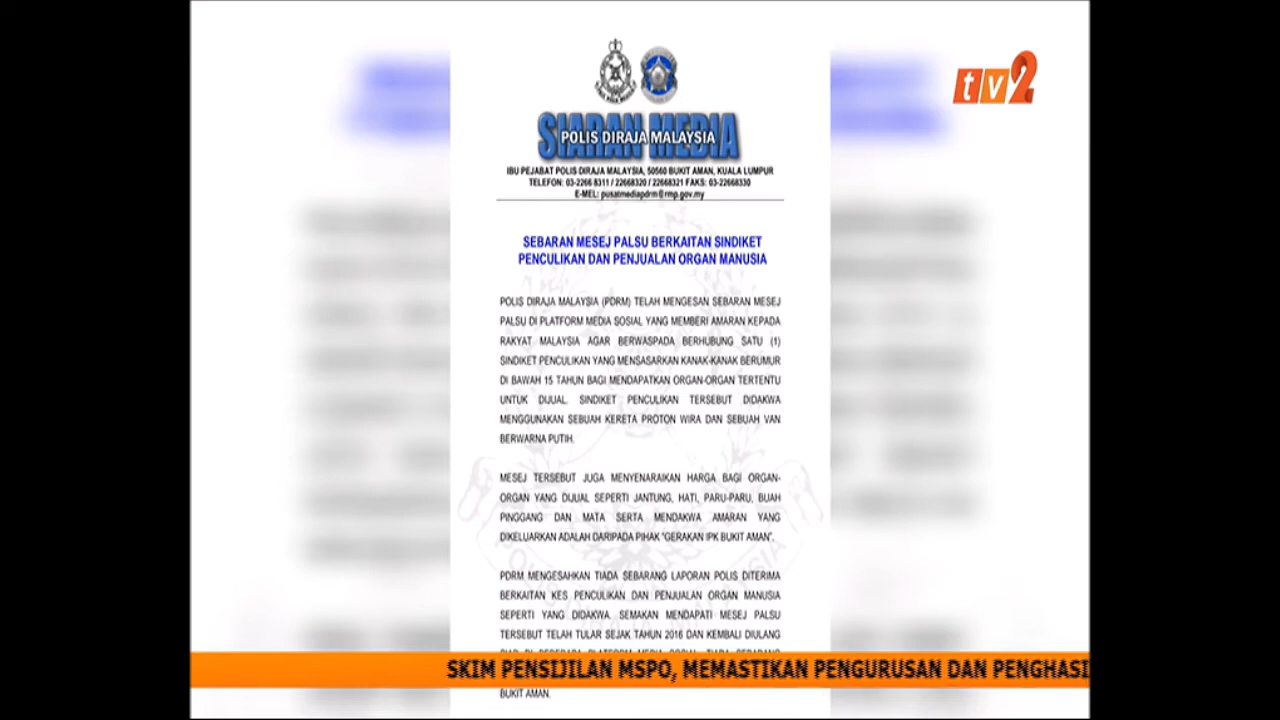 tv2
SIARAN MEDIA
POLIS DIRAJA MALAYSIA
IBU PEJABAT POLIS DIRAJA MALAYSIA, 50560 BUKIT AMAN, KUALA LUMPUR
TELEFON: 03-2266 8311 / 22668320 / 22668321 FAKS: 03-22668330
E-MEL: pusatmediapdrm@rmp.gov.my
SEBARAN MESEJ PALSU BERKAITAN SINDIKET
PENCULIKAN DAN PENJUALAN ORGAN MANUSIA
POLIS DIRAJA MALAYSIA (PDRM) TELAH MENGESAN SEBARAN MESEJ
PALSU DI PLATFORM MEDIA SOSIAL YANG MEMBERI AMARAN KEPADA
RAKYAT MALAYSIA AGAR BERWASPADA BERHUBUNG SATU (1)
SINDIKET PENCULIKAN YANG MENSASARKAN KANAK-KANAK BERUMUR
DI BAWAH 15 TAHUN BAGI MENDAPATKAN ORGAN-ORGAN TERTENTU
UNTUK DIJUAL. SINDIKET PENCULIKAN TERSEBUT DIDAKWA
MENGGUNAKAN SEBUAH KERETA PROTON WIRA DAN SEBUAH VAN
BERWARNA PUTIH.
MESEJ TERSEBUT JUGA MENYENARAIKAN HARGA BAGI ORGAN-
ORGAN YANG DIJUAL SEPERTI JANTUNG, HATI, PARU-PARU, BUAH
PINGGANG DAN MATA SERTA MENDAKWA AMARAN YANG
DIKELUARKAN ADALAH DARIPADA PIHAK "GERAKAN IPK BUKIT AMAN".
PDRM MENGESAHKAN TIADA SEBARANG LAPORAN POLIS DITERIMA
BERKAITAN KES PENCULIKAN DAN PENJUALAN ORGAN MANUSIA
SEPERTI YANG DIDAKWA. SEMAKAN MENDAPATI MESEJ PALSU
TERSEBUT TELAH TULAR SEJAK TAHUN 2016 DAN KEMBALI DIULANG
SKIM PENSIJILAN MSPO, MEMASTIKAN PENGURUSAN DAN PENGHASI
BUKIT AMAN.